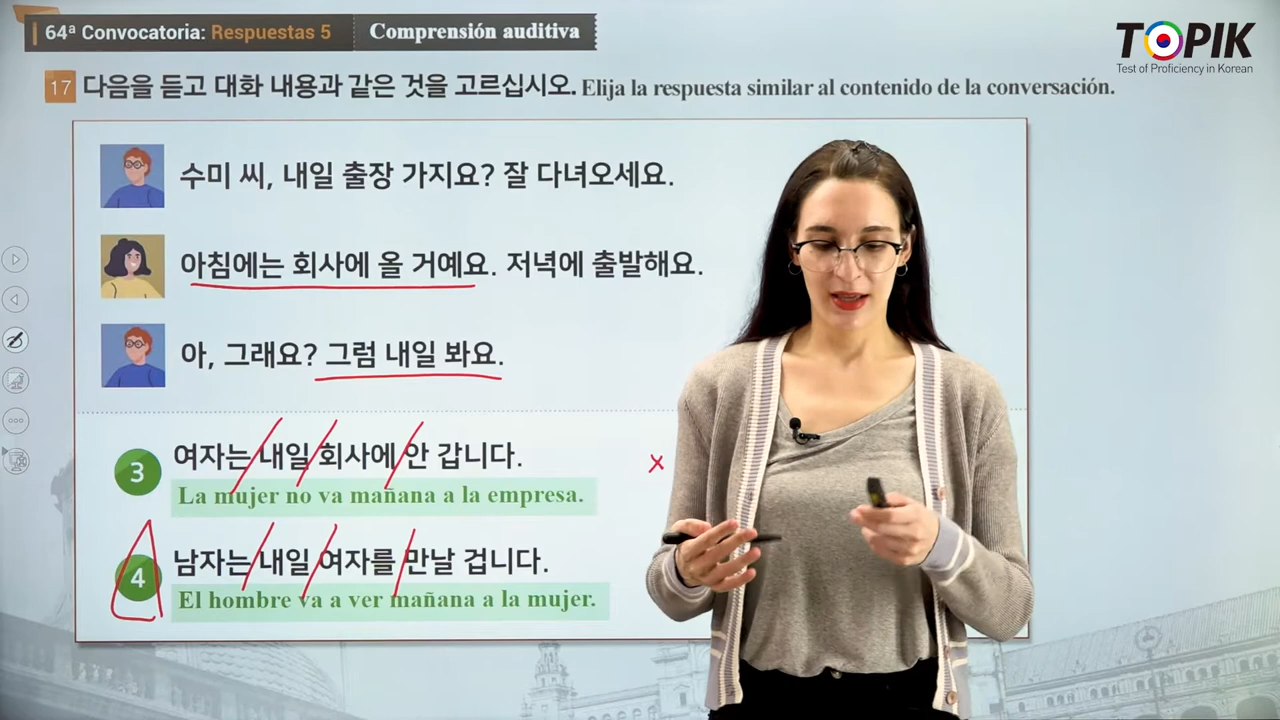 64ª Convocatoria: Respuestas 5 Comprensión auditiva
TOPIK
Test of Proficiency in Korean
17 다음을 듣고 대화 내용과 같은 것을 고르십시오. Elija la respuesta similar al contenido de la conversación.
수미 씨, 내일 출장 가지요? 잘 다녀오세요.
아침에는 회사에 올 거예요. 저녁에 출발해요.
아, 그래요? 그럼 내일 봐요.
3 여자는 내일 회사에 안 갑니다.
La mujer no va mañana a la empresa.
4 남자는 내일 여자를 만날 겁니다.
El hombre va a ver mañana a la mujer.